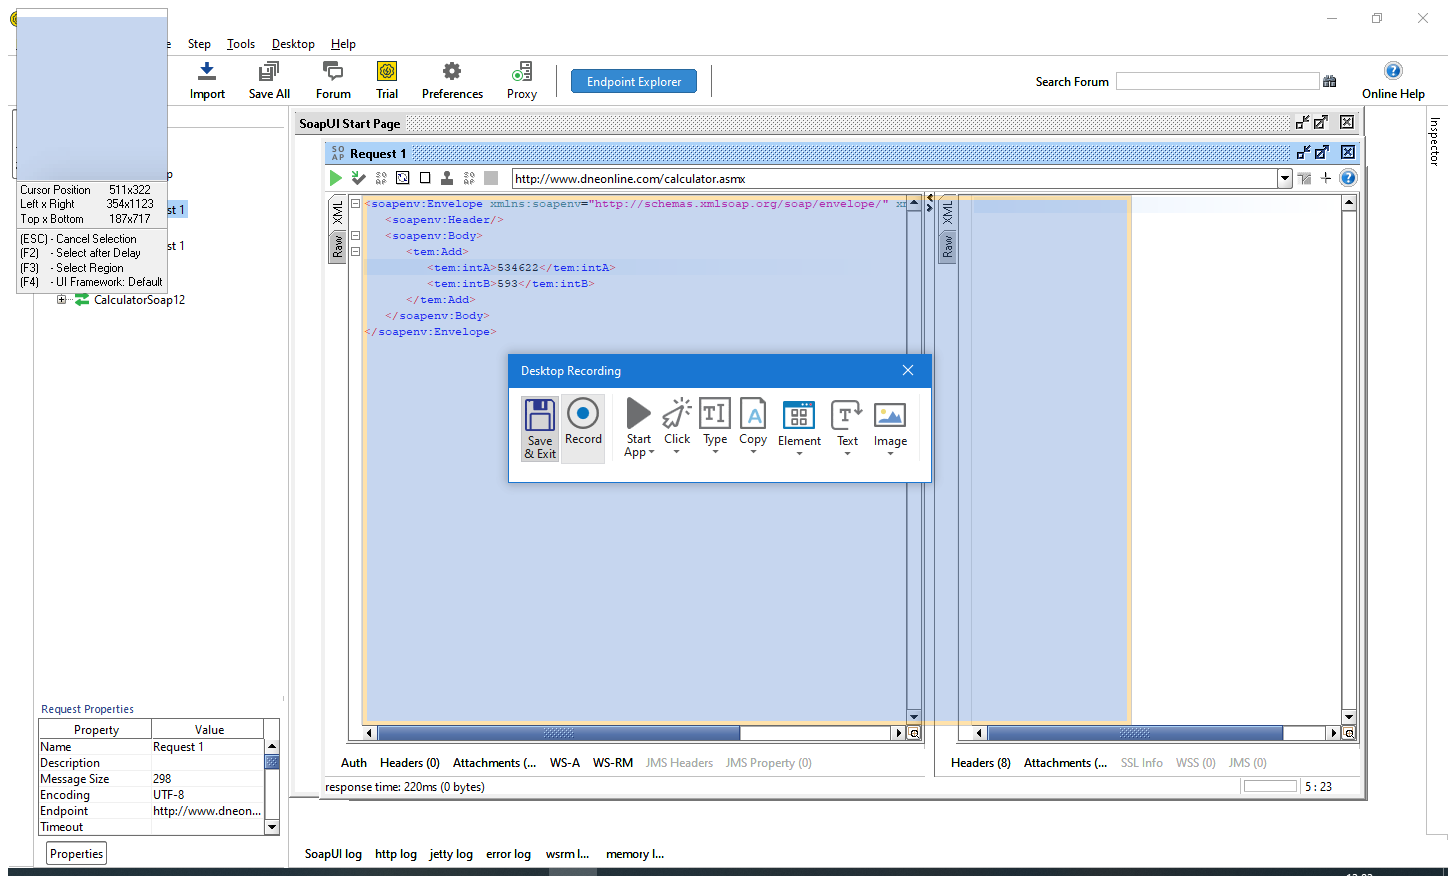 e Step Tools Desktop Help
Import Save All Forum Trial Preferences Proxy Endpoint Explorer Search Forum Online Help
SoapUI Start Page
Inspector
SO
AP Request 1
http://www.dneonline.com/calculator.asmx
Cursor Position 511x322
Left x Right 354x1123
Top x Bottom 187x717
(ESC) - Cancel Selection
(F2) - Select after Delay
(F3) - Select Region
(F4) - UI Framework: Default
p
st 1
st 1
CalculatorSoap12
XML
Raw
<soapenv:Envelope xmlns:soapenv="http://schemas.xmlsoap.org/soap/envelope/" xm
<soapenv:Header/>
<soapenv:Body>
<tem:Add>
<tem:intA>534622</tem:intA>
<tem:intB>593</tem:intB>
</tem:Add>
</soapenv:Body>
</soapenv:Envelope>
XML
Raw
Desktop Recording
Save
& Exit
Record
Start
App
Click
Type
Copy
Element
Text
Image
Request Properties
Property Value
Name Request 1
Description
Message Size 298
Encoding UTF-8
Endpoint http://www.dneon...
Timeout
Properties
Auth Headers (0) Attachments (... WS-A WS-RM JMS Headers JMS Property (0)
Headers (8) Attachments (... SSL Info WSS (0) JMS (0)
response time: 220ms (0 bytes)
5 : 23
SoapUI log http log jetty log error log wsrm l... memory l...